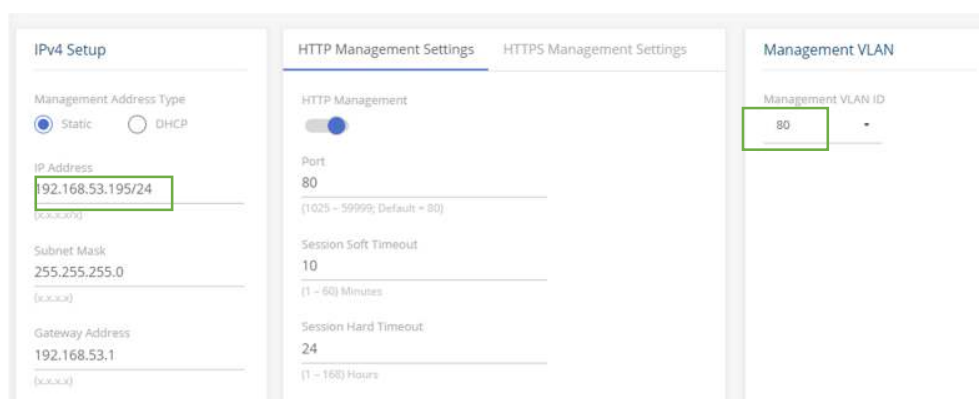 IPv4 Setup
Management Address Type
Static DHCP
IP Address
192.168.53.195/24
(x.x.x.x/x)
Subnet Mask
255.255.255.0
(x.x.x.x)
Gateway Address
192.168.53.1
(x.x.x.x)
HTTP Management Settings HTTPS Management Settings
HTTP Management
Port
80
(1025 – 59999; Default = 80)
Session Soft Timeout
10
(1 – 60) Minutes
Session Hard Timeout
24
(1 – 168) Hours
Management VLAN
Management VLAN ID
80